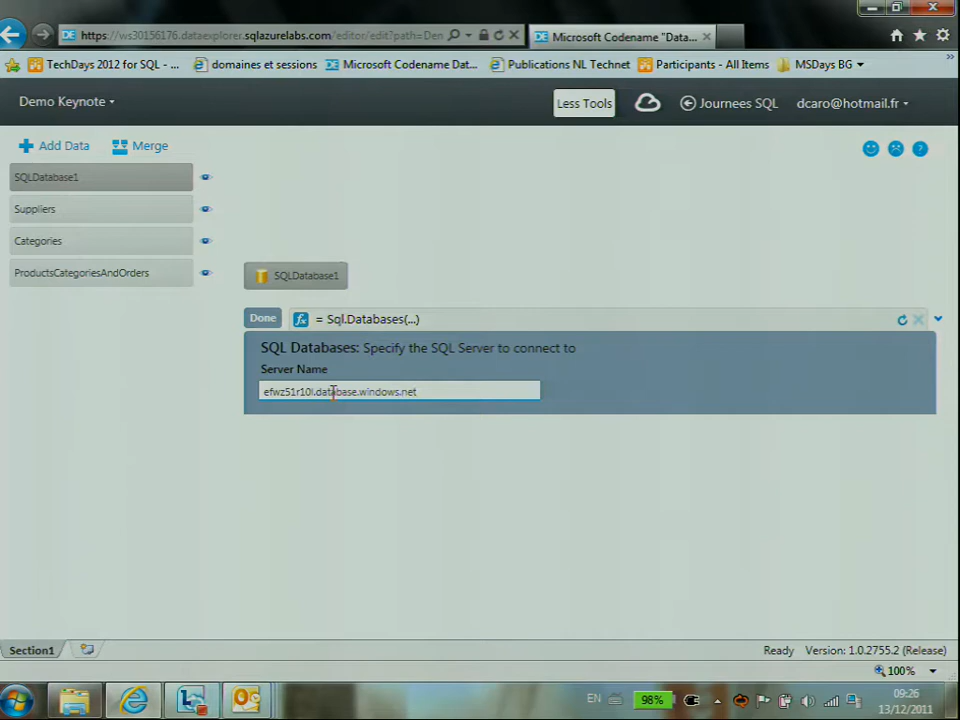 https://ws30156176.dataexplorer.sqlazurelabs.com/editor/edit?path=Den
Microsoft Codename "Data...
TechDays 2012 for SQL - ...
domaines et sessions
Microsoft Codename Dat...
Publications NL Technet
Participants - All Items
MSDays BG
Demo Keynote
Less Tools
Journees SQL
dcaro@hotmail.fr
Add Data
Merge
SQLDatabase1
Suppliers
Categories
ProductsCategoriesAndOrders
SQLDatabase1
Done
fx
= Sql.Databases(...)
SQL Databases: Specify the SQL Server to connect to
Server Name
efwz51r10l.database.windows.net
Section1
Ready Version: 1.0.2755.2 (Release)
100%
EN
98%
09:26
13/12/2011